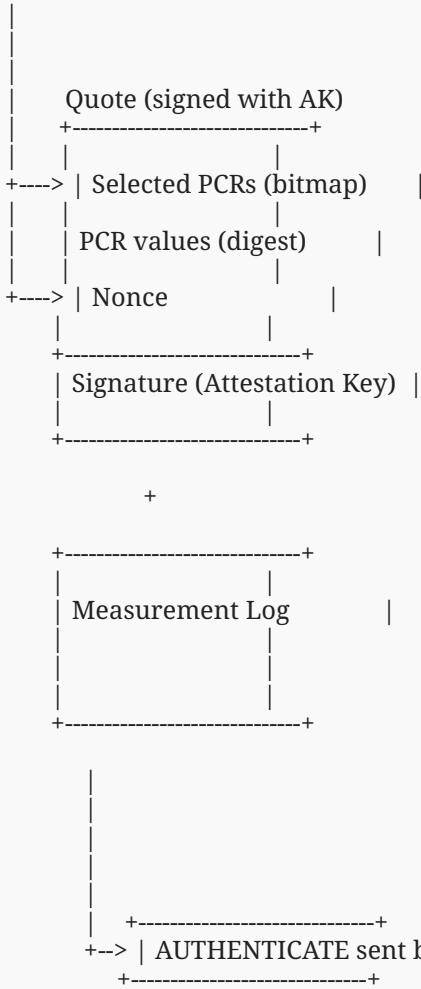 |
|
|
|     Quote (signed with AK)
|     +------------------------------+
|     |                          |
+----> | Selected PCRs (bitmap)       |
|     |                          |
|     | PCR values (digest)         |
|     |                          |
+----> | Nonce                    |
      |                          |
      +------------------------------+
      | Signature (Attestation Key)  |
      |                          |
      +------------------------------+

                +

      +------------------------------+
      |                          |
      | Measurement Log            |
      |                          |
      |                          |
      |                          |
      +------------------------------+

          |
          |
          |
          |
          |
          |    +------------------------------+
          +--> | AUTHENTICATE sent
               +------------------------------+